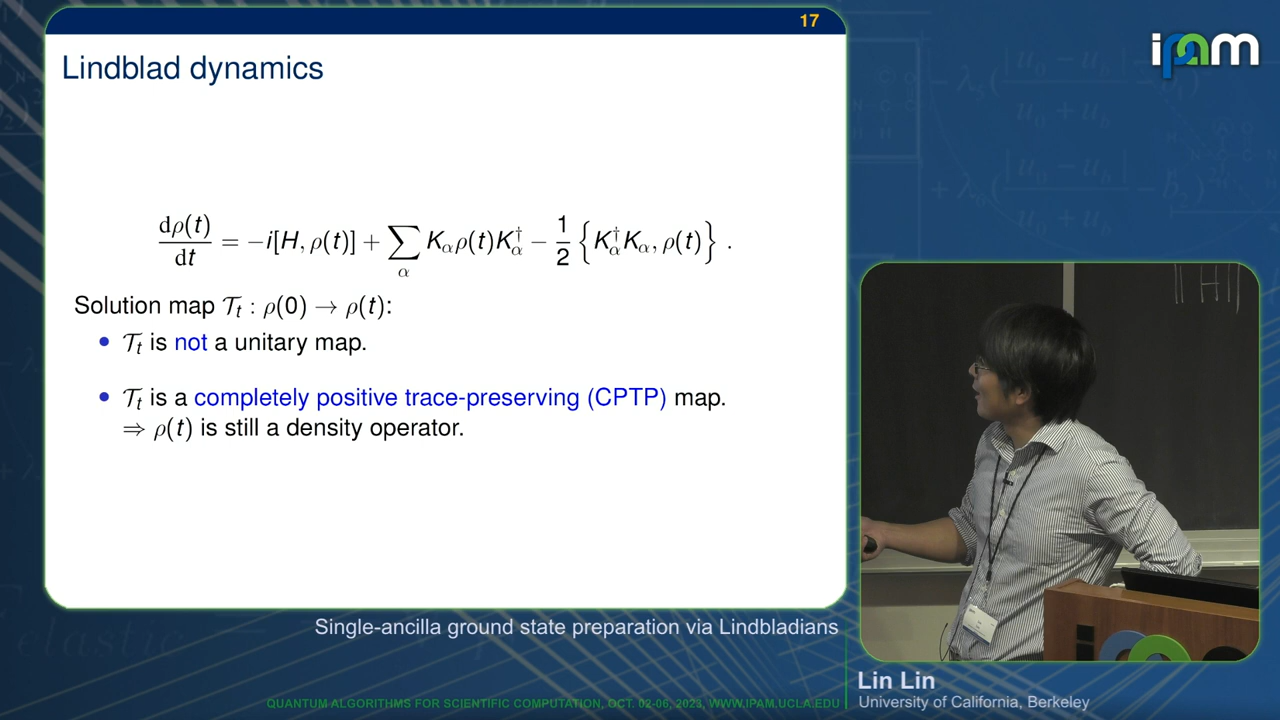 17
ipam
Lindblad dynamics
dρ(t)/dt = −i[H, ρ(t)] + ∑_α K_α ρ(t) K_α^† − 1/2 { K_α^† K_α, ρ(t) } .
Solution map 𝒯_t : ρ(0) → ρ(t):
• 𝒯_t is not a unitary map.
• 𝒯_t is a completely positive trace-preserving (CPTP) map.
⇒ ρ(t) is still a density operator.
Single-ancilla ground state preparation via Lindbladians
Lin Lin
University of California, Berkeley
QUANTUM ALGORITHMS FOR SCIENTIFIC COMPUTATION, OCT. 02-06, 2023, WWW.IPAM.UCLA.EDU